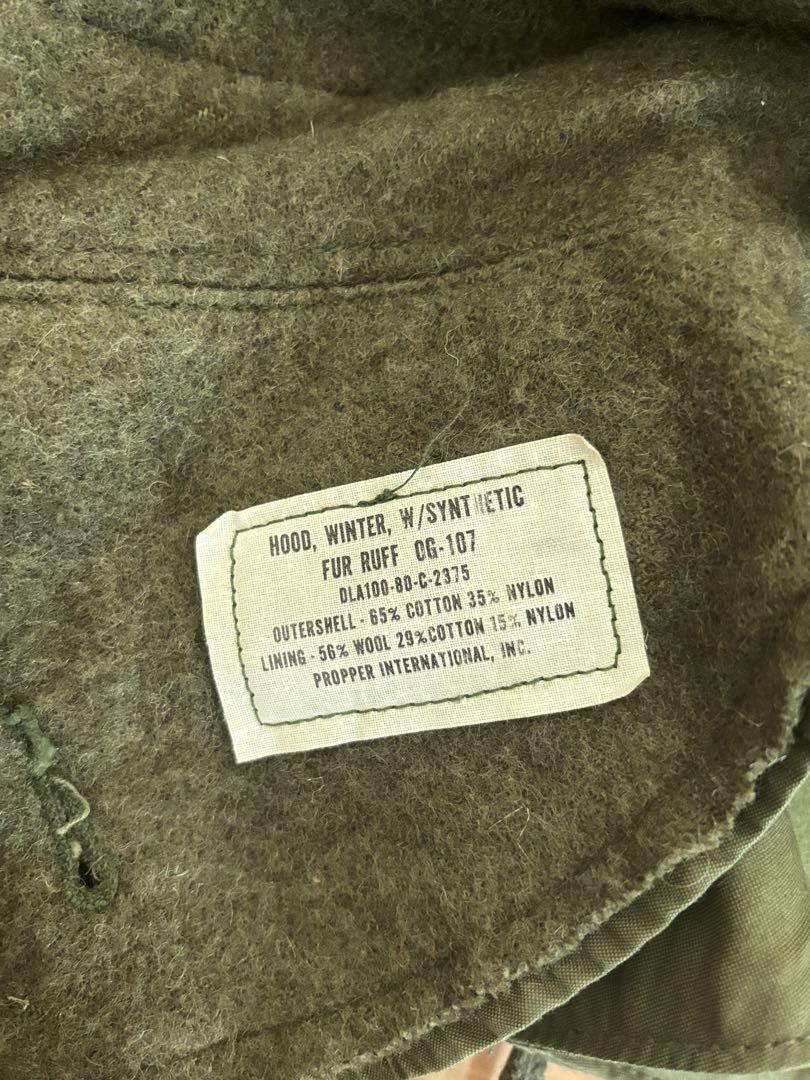 HOOD, WINTER, W/SYNTHETIC
FUR RUFF OG-107
DLA100-80-C-2375
OUTERSHELL - 65% COTTON 35% NYLON
LINING - 56% WOOL 29%COTTON 15% NYLON
PROPPER INTERNATIONAL, INC.